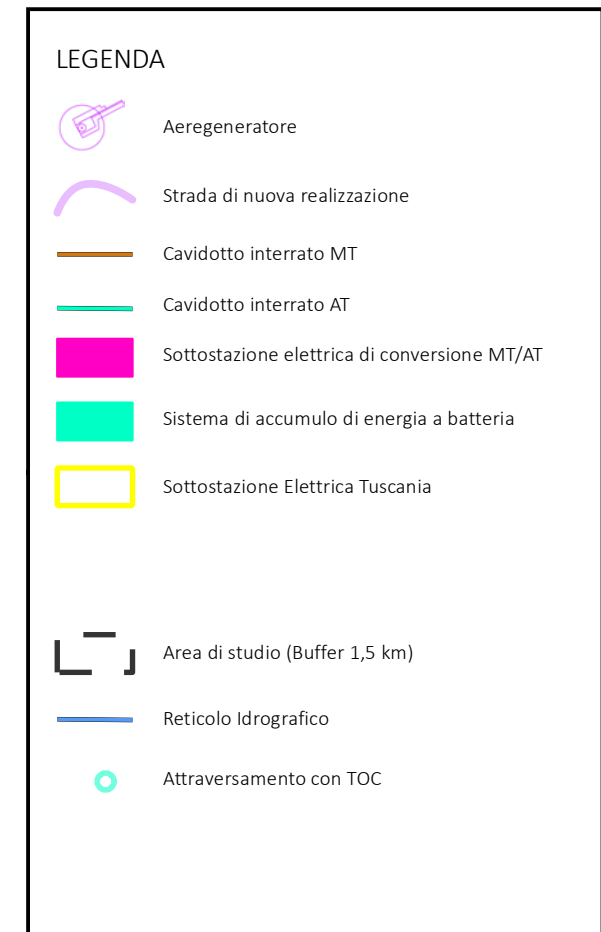 LEGENDA
Aeregeneratore
Strada di nuova realizzazione
Cavidotto interrato MT
Cavidotto interrato AT
Sottostazione elettrica di conversione MT/AT
Sistema di accumulo di energia a batteria
Sottostazione Elettrica Tuscania
Area di studio (Buffer 1,5 km)
Reticolo Idrografico
Attraversamento con TOC